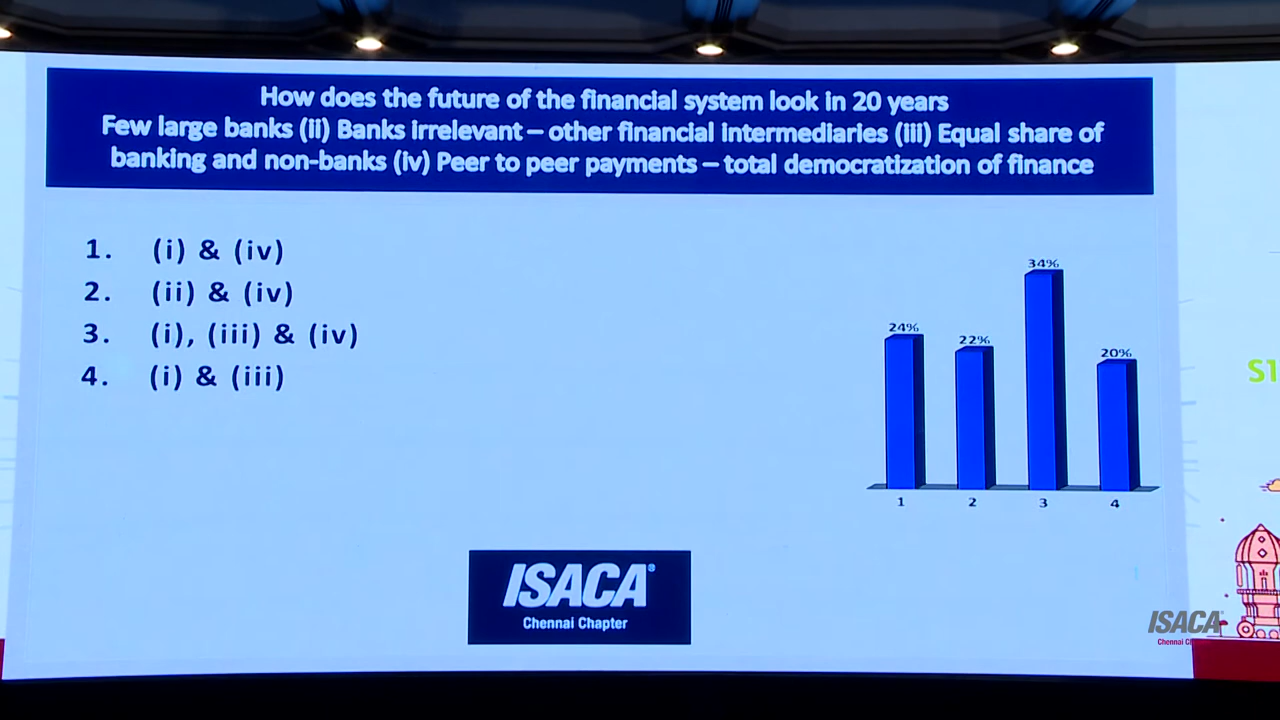 How does the future of the financial system look in 20 years
Few large banks (ii) Banks irrelevant – other financial intermediaries (iii) Equal share of
banking and non-banks (iv) Peer to peer payments – total democratization of finance
1. (i) & (iv)
2. (ii) & (iv)
3. (i), (iii) & (iv)
4. (i) & (iii)
34%
24%
22%
20%
1 2 3 4
ISACA®
Chennai Chapter
S1
ISACA
Chennai